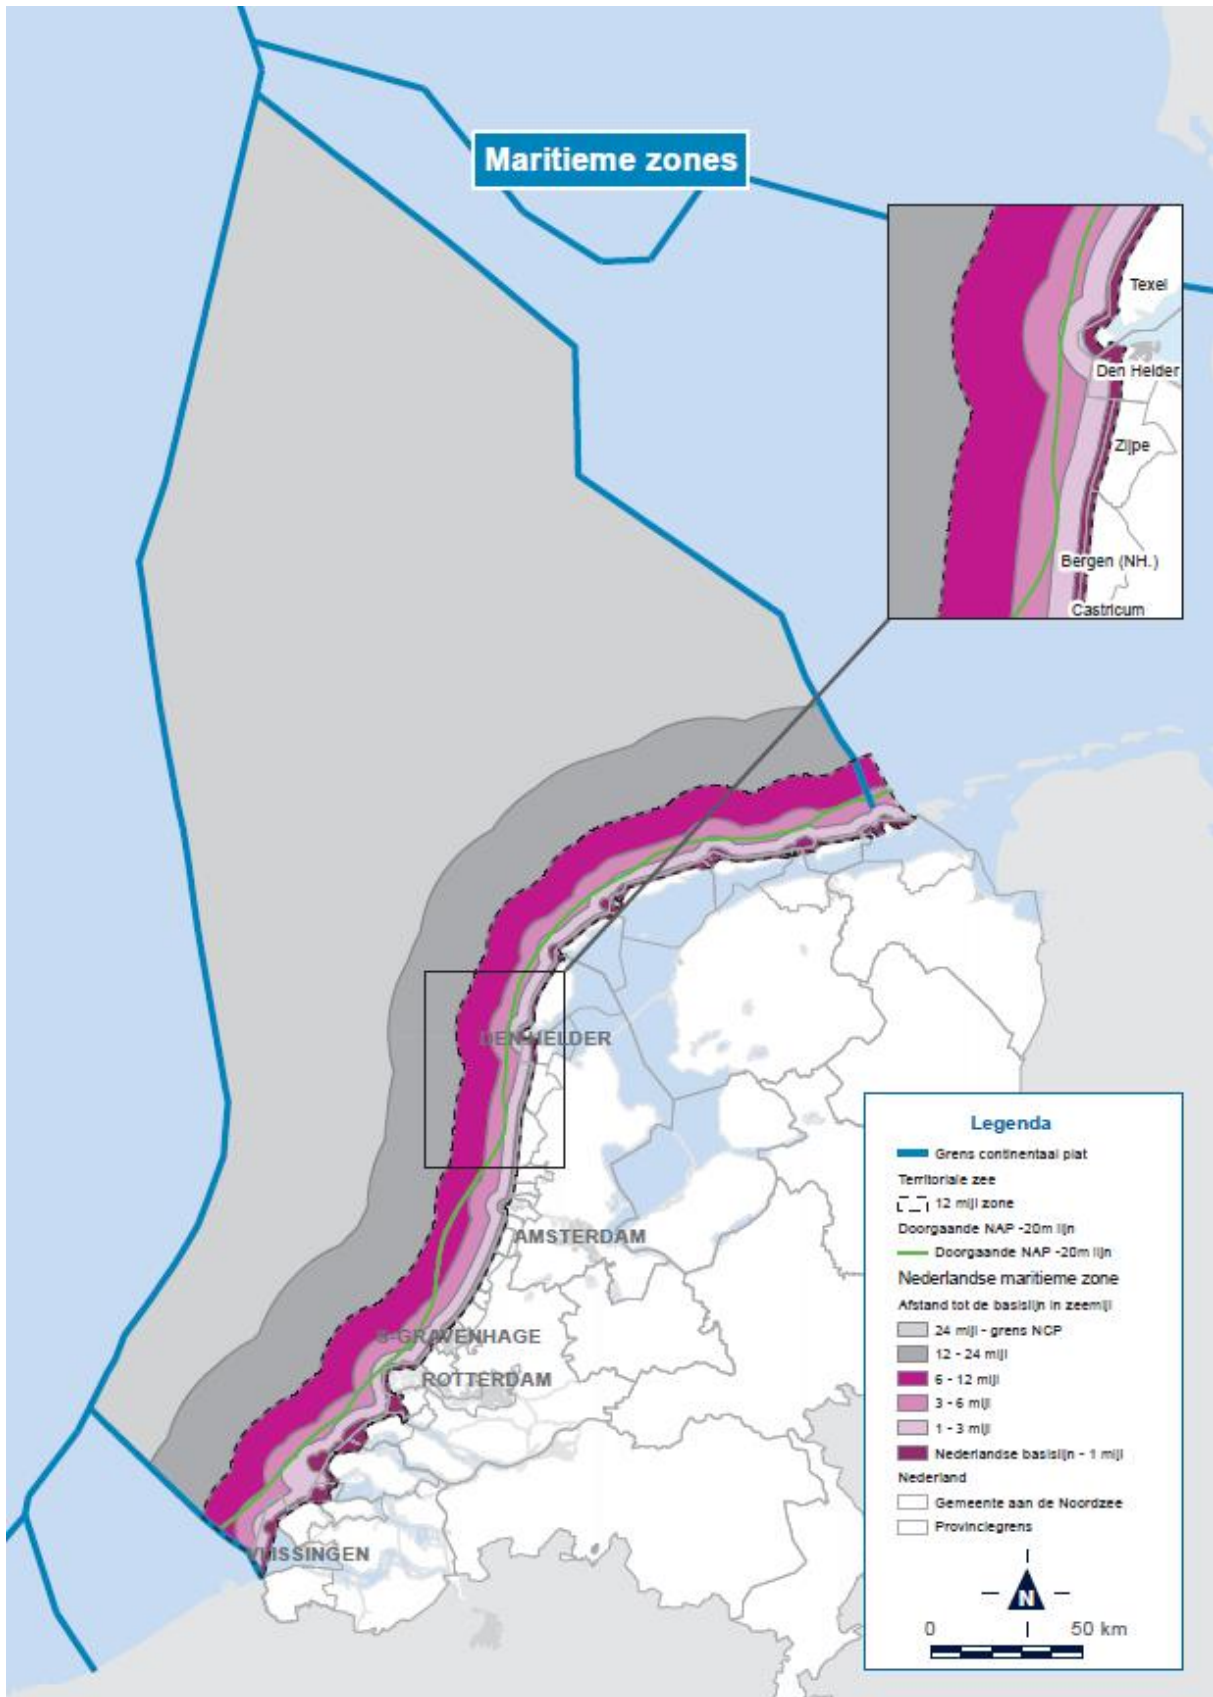 Maritieme zones
Texel
Den Helder
Zijpe
Bergen (NH.)
Castricum
DEN HELDER
AMSTERDAM
S-GRAVENHAGE
ROTTERDAM
VLISSINGEN
Legenda
Grens continentaal plat
Territoriale zee
12 mijl zone
Doorgaande NAP -20m lijn
Doorgaande NAP -20m lijn
Nederlandse maritieme zone
Afstand tot de basislijn in zeemijl
24 mijl - grens NCP
12 - 24 mijl
6 - 12 mijl
3 - 6 mijl
1 - 3 mijl
Nederlandse basislijn - 1 mijl
Nederland
Gemeente aan de Noordzee
Provinciegrens
N
0 50 km